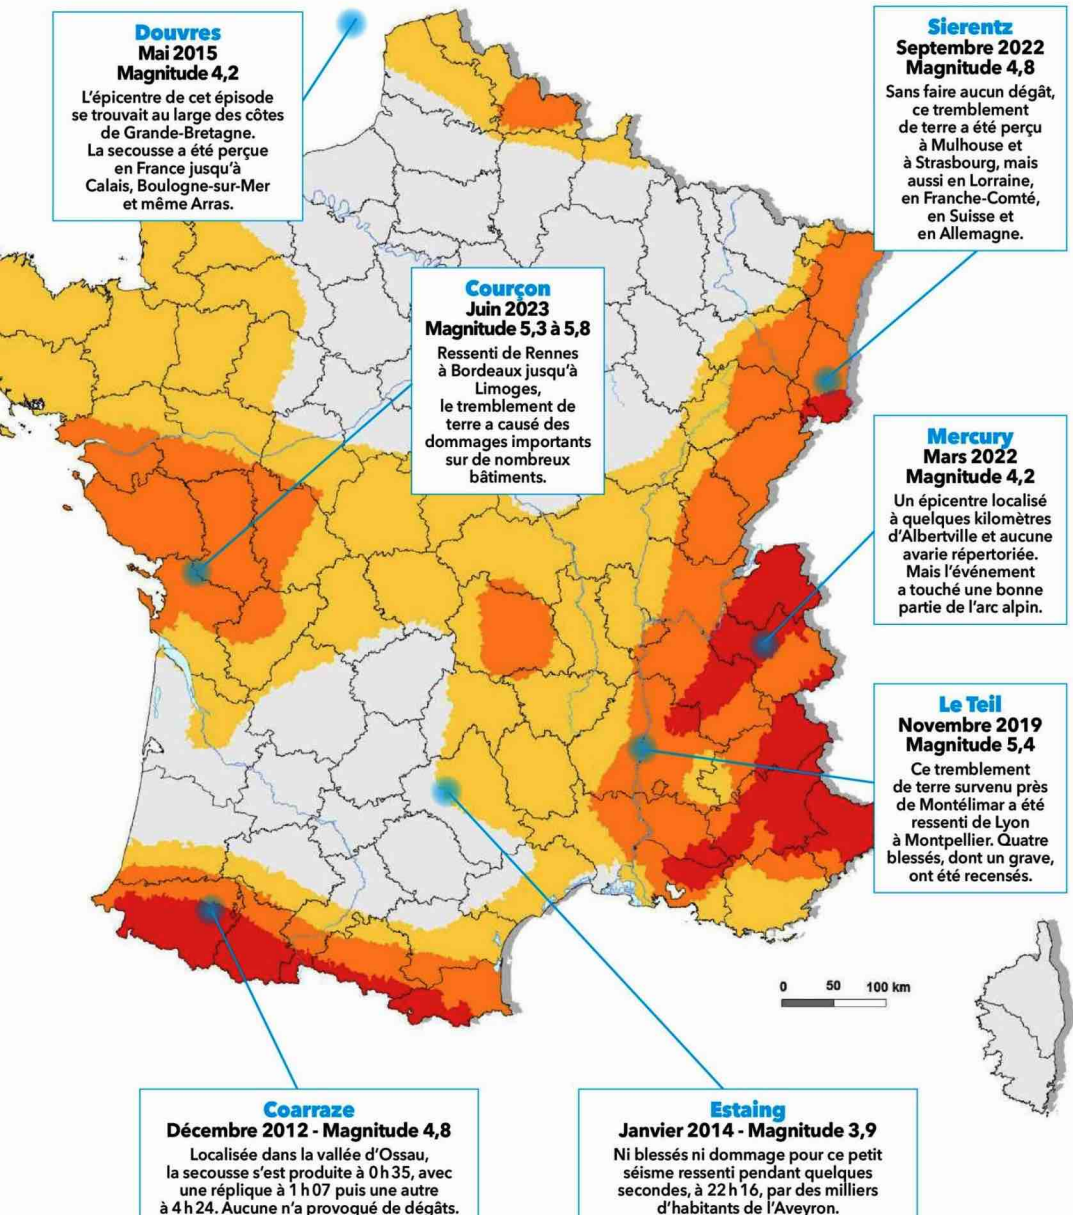 Douvres
Mai 2015
Magnitude 4,2
L'épicentre de cet épisode
se trouvait au large des côtes
de Grande-Bretagne.
La secousse a été perçue
en France jusqu'à
Calais, Boulogne-sur-Mer
et même Arras.
Sierentz
Septembre 2022
Magnitude 4,8
Sans faire aucun dégât,
ce tremblement
de terre a été perçu
à Mulhouse et
à Strasbourg, mais
aussi en Lorraine,
en Franche-Comté,
en Suisse et
en Allemagne.
Courçon
Juin 2023
Magnitude 5,3 à 5,8
Ressenti de Rennes
à Bordeaux jusqu'à
Limoges,
le tremblement de
terre a causé des
dommages importants
sur de nombreux
bâtiments.
Mercury
Mars 2022
Magnitude 4,2
Un épicentre localisé
à quelques kilomètres
d'Albertville et aucune
avarie répertoriée.
Mais l'événement
a touché une bonne
partie de l'arc alpin.
Le Teil
Novembre 2019
Magnitude 5,4
Ce tremblement
de terre survenu près
de Montélimar a été
ressenti de Lyon
à Montpellier. Quatre
blessés, dont un grave,
ont été recensés.
0 50 100 km
Coarraze
Décembre 2012 - Magnitude 4,8
Localisée dans la vallée d'Ossau,
la secousse s'est produite à 0 h 35, avec
une réplique à 1 h 07 puis une autre
à 4 h 24. Aucune n'a provoqué de dégâts.
Estaing
Janvier 2014 - Magnitude 3,9
Ni blessés ni dommage pour ce petit
séisme ressenti pendant quelques
secondes, à 22 h 16, par des milliers
d'habitants de l'Aveyron.